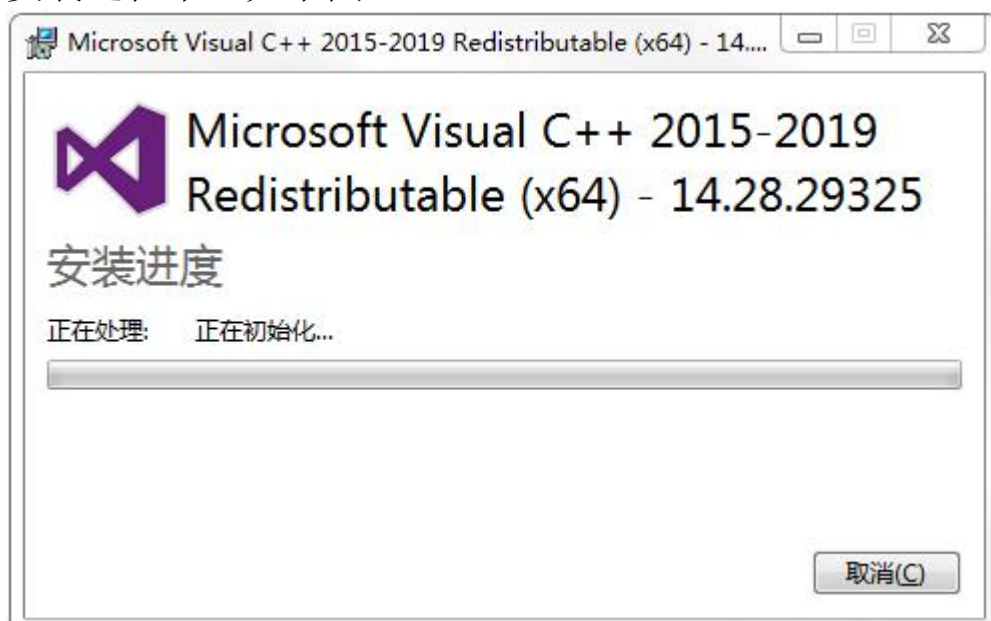 Microsoft Visual C++ 2015-2019 Redistributable (x64) - 14....
Microsoft Visual C++ 2015-2019
Redistributable (x64) - 14.28.29325
安装进度
正在处理: 正在初始化...
取消(C)